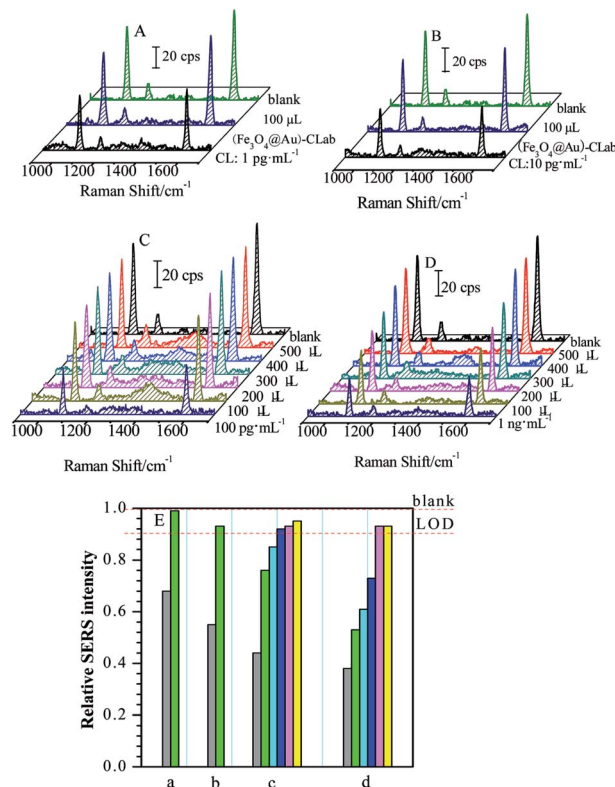 A
20 cps
blank
100 μL
(Fe3O4@Au)-CLab
CL: 1 pg·mL-1
1000 1200 1400 1600
Raman Shift/cm-1
B
20 cps
blank
100 μL
(Fe3O4@Au)-CLab
CL:10 pg·mL-1
1000 1200 1400 1600
Raman Shift/cm-1
C
20 cps
blank
500 μL
400 μL
300 μL
200 μL
100 μL
100 pg·mL-1
1000 1200 1400 1600
Raman Shift/cm-1
D
20 cps
blank
500 μL
400 μL
300 μL
200 μL
100 μL
1 ng·mL-1
1000 1200 1400 1600
Raman Shift/cm-1
E
blank
LOD
1.0
0.8
0.6
0.4
0.2
0.0
Relative SERS intensity
a b c d